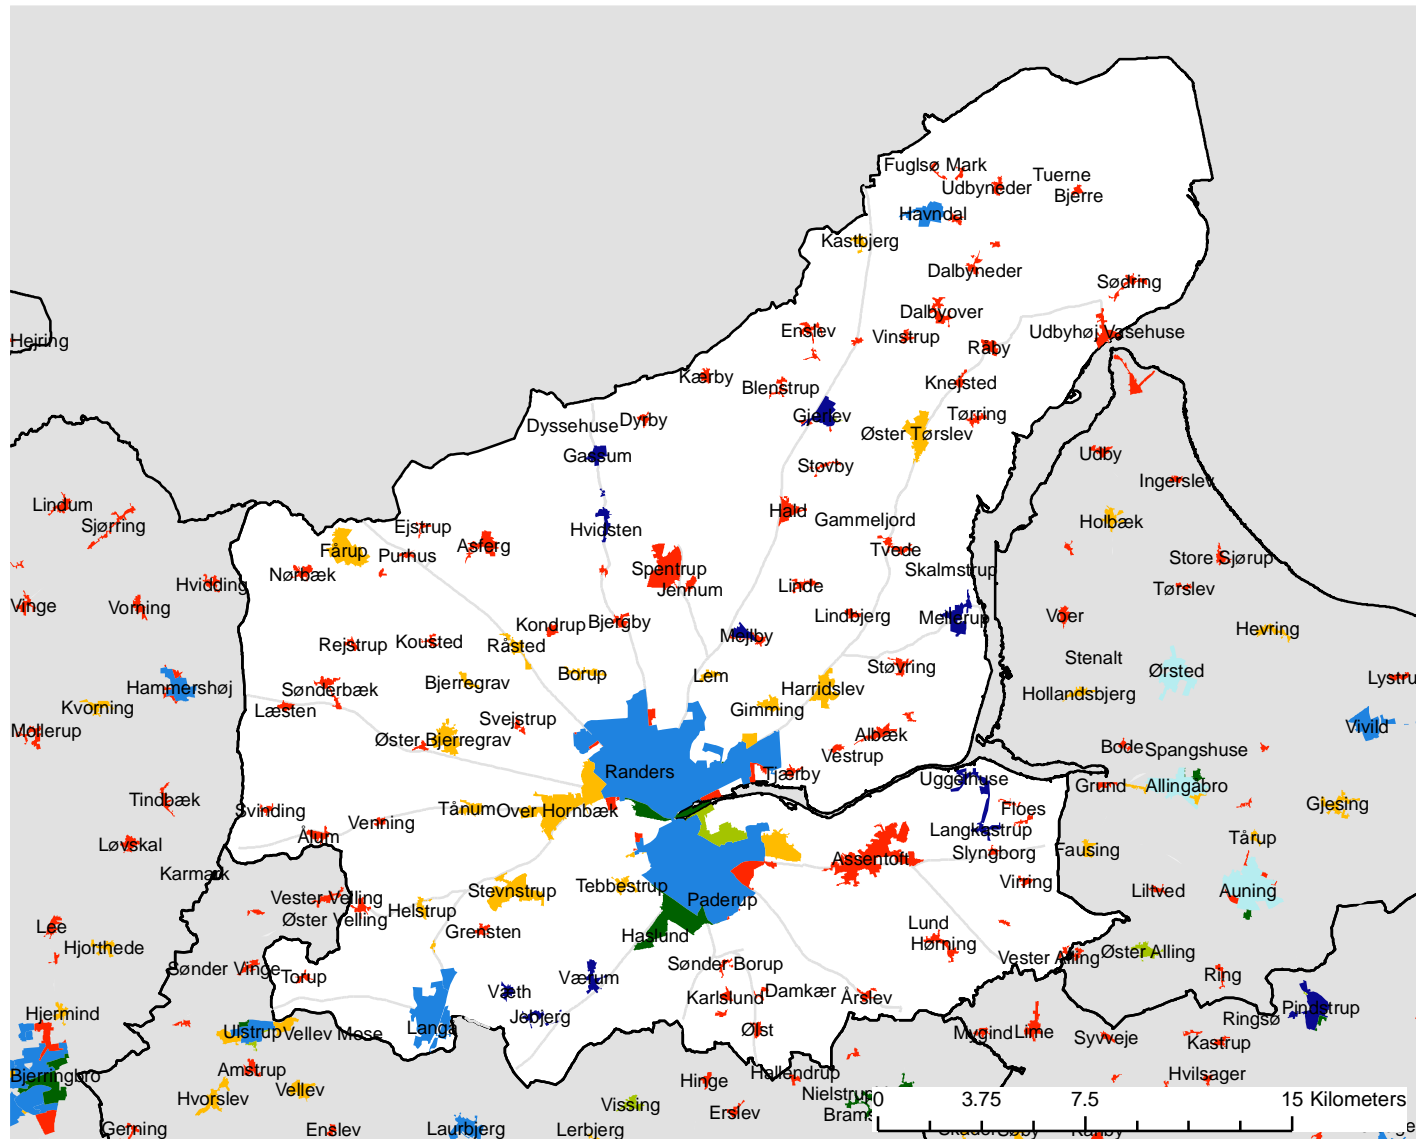 Fuglsø Mark
Tuerne
Udbyneder
Bjerre
Havndal
Kastbjerg
Dalbyneder
Sødring
Dalbyover
Enslev
Vinstrup
Udbyhøj Vasehuse
Hejring
Råby
Kærby
Blenstrup
Knejsted
Gjerlev
Tørring
Dyssehuse
Dyrby
Øster Tørslev
Gassum
Udby
Støvby
Ingerslev
Lindum
Hald
Sjørring
Ejstrup
Hvidsten
Gammeljord
Holbæk
Fårup
Purhus
Asferg
Tvede
Store Sjørup
Nørbæk
Spentrup
Skalmstrup
Hvidding
Jennum
Linde
Tørslev
Vinge
Vorning
Lindbjerg
Mellerup
Voer
Kondrup
Bjergby
Hevring
Rejstrup
Kousted
Råsted
Mejlby
Stenalt
Støvring
Ørsted
Hammershøj
Sønderbæk
Bjerregrav
Borup
Lem
Harridslev
Lystru
Kvorning
Læsten
Gimming
Hollandsbjerg
Mollerup
Svejstrup
Øster Bjerregrav
Albæk
Vivild
Vestrup
Bode
Spangshuse
Randers
Tjærby
Uggelhuse
Grund
Allingåbro
Tindbæk
Svinding
Tånum
Over Hornbæk
Floes
Gjesing
Venning
Ålum
Langkastrup
Tårup
Løvskal
Assentoft
Slyngborg
Fausing
Karmark
Virring
Vester Velling
Stevnstrup
Tebbestrup
Paderup
Liltved
Auning
Øster Velling
Helstrup
Lee
Grensten
Haslund
Lund
Hjorthede
Hørning
Vester Alling
Øster Alling
Sønder Vinge
Torup
Værum
Sønder Borup
Ring
Væth
Karlslund
Damkær
Årslev
Pindstrup
Hjermind
Jebjerg
Ringsø
Ulstrup
Vellev Mose
Langå
Ølst
Mygind
Lime
Syvveje
Kastrup
Bjerringbro
Amstrup
Hinge
Hallendrup
Hvilsager
Vellev
Hvorslev
Nielstrup
Vissing
Erslev
Brams
0 3.75 7.5 15 Kilometers
Gerning
Enslev
Laurbjerg
Lerbjerg